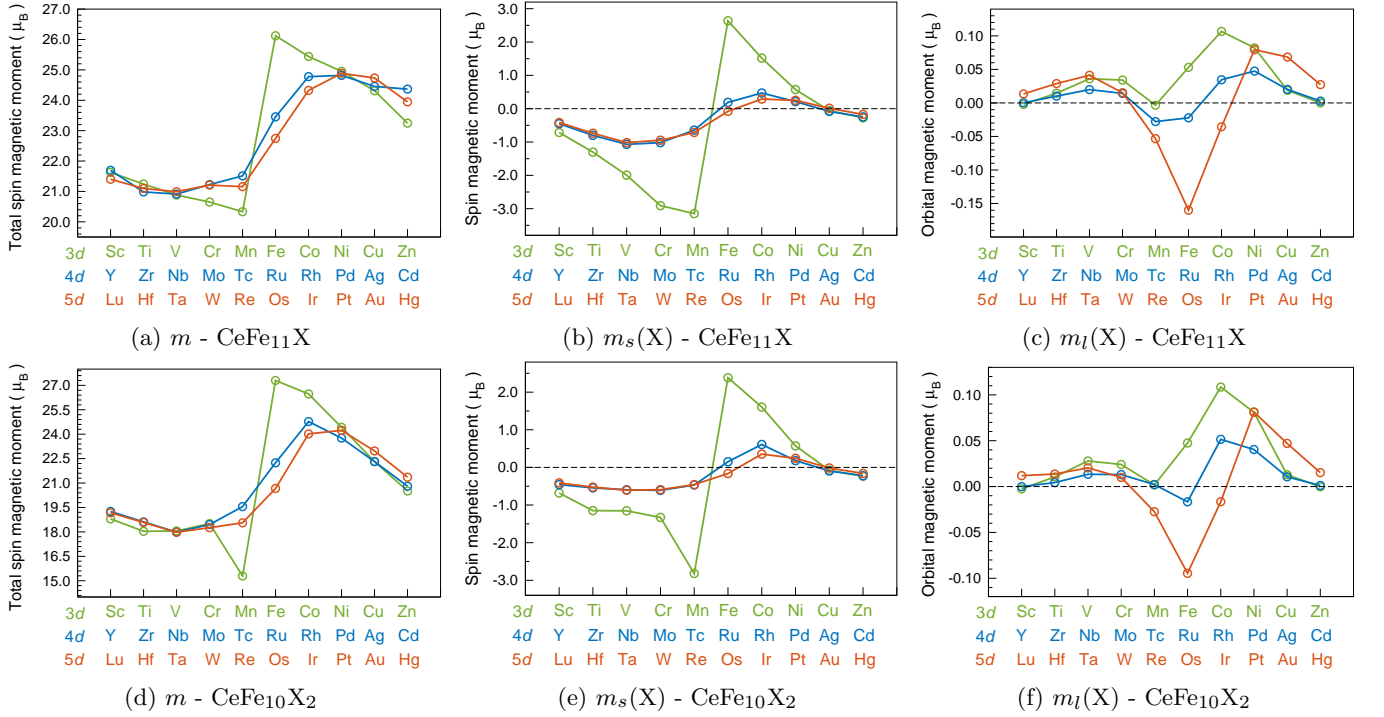 Total spin magnetic moment ( μB )
27.0
26.0
25.0
24.0
23.0
22.0
21.0
20.0
3d Sc Ti V Cr Mn Fe Co Ni Cu Zn
4d Y Zr Nb Mo Tc Ru Rh Pd Ag Cd
5d Lu Hf Ta W Re Os Ir Pt Au Hg
(a) m - CeFe11X
Spin magnetic moment ( μB )
3.0
2.0
1.0
0.0
-1.0
-2.0
-3.0
Sc Ti V Cr Mn Fe Co Ni Cu Zn
Y Zr Nb Mo Tc Ru Rh Pd Ag Cd
Lu Hf Ta W Re Os Ir Pt Au Hg
(b) ms(X) - CeFe11X
Orbital magnetic moment ( μB )
0.10
0.05
0.00
-0.05
-0.10
-0.15
3d Sc Ti V Cr Mn Fe Co Ni Cu Zn
4d Y Zr Nb Mo Tc Ru Rh Pd Ag Cd
5d Lu Hf Ta W Re Os Ir Pt Au Hg
(c) ml(X) - CeFe11X
Total spin magnetic moment ( μB )
27.0
25.5
24.0
22.5
21.0
19.5
18.0
16.5
15.0
3d Sc Ti V Cr Mn Fe Co Ni Cu Zn
4d Y Zr Nb Mo Tc Ru Rh Pd Ag Cd
5d Lu Hf Ta W Re Os Ir Pt Au Hg
(d) m - CeFe10X2
Spin magnetic moment ( μB )
2.0
1.0
0.0
-1.0
-2.0
-3.0
3d Sc Ti V Cr Mn Fe Co Ni Cu Zn
4d Y Zr Nb Mo Tc Ru Rh Pd Ag Cd
5d Lu Hf Ta W Re Os Ir Pt Au Hg
(e) ms(X) - CeFe10X2
Orbital magnetic moment ( μB )
0.10
0.05
0.00
-0.05
-0.10
3d Sc Ti V Cr Mn Fe Co Ni Cu Zn
4d Y Zr Nb Mo Tc Ru Rh Pd Ag Cd
5d Lu Hf Ta W Re Os Ir Pt Au Hg
(f) ml(X) - CeFe10X2